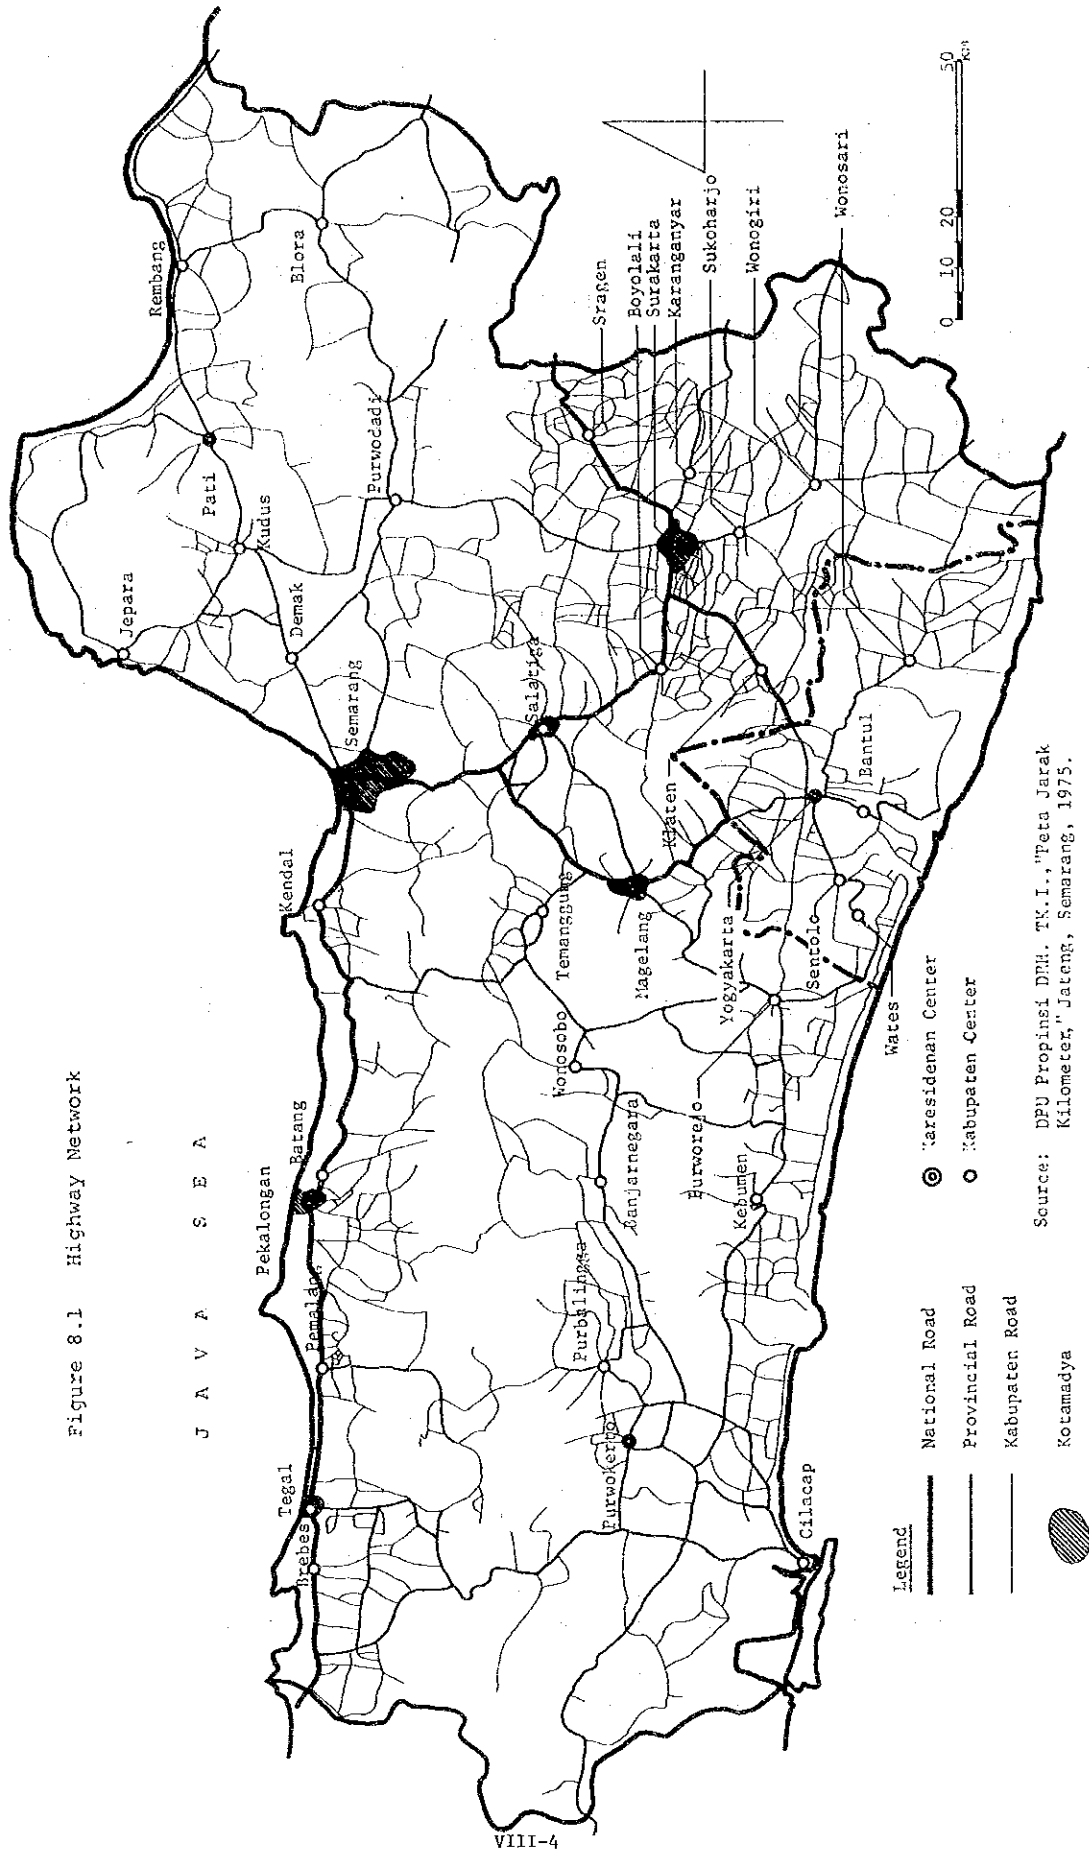 Figure 8.1 Highway Network
J A V A S E A
Rembang
Blora
Pati
Kudus
Jepara
Demak
Purwodadi
Semarang
Kendal
Batang
Pekalongan
Pemalang
Tegal
Brebes
Salatiga
Temanggung
Magelang
Wonosobo
Banjarnegara
Purbalingga
Purwokerto
Cilacap
Kebumen
Purworejo
Yogyakarta
Sentolo
Wates
Klaten
Bantul
Sragen
Boyolali
Surakarta
Karanganyar
Sukoharjo
Wonogiri
Wonosari
0 10 20 50
KM
Legend
National Road
Provincial Road
Kabupaten Road
Kotamadya
Karesidenan Center
Kabupaten Center
Source: DPU Propinsi DRH. TK.I.,"Peta Jarak
Kilometer," Jateng, Semarang, 1975.
VIII-4